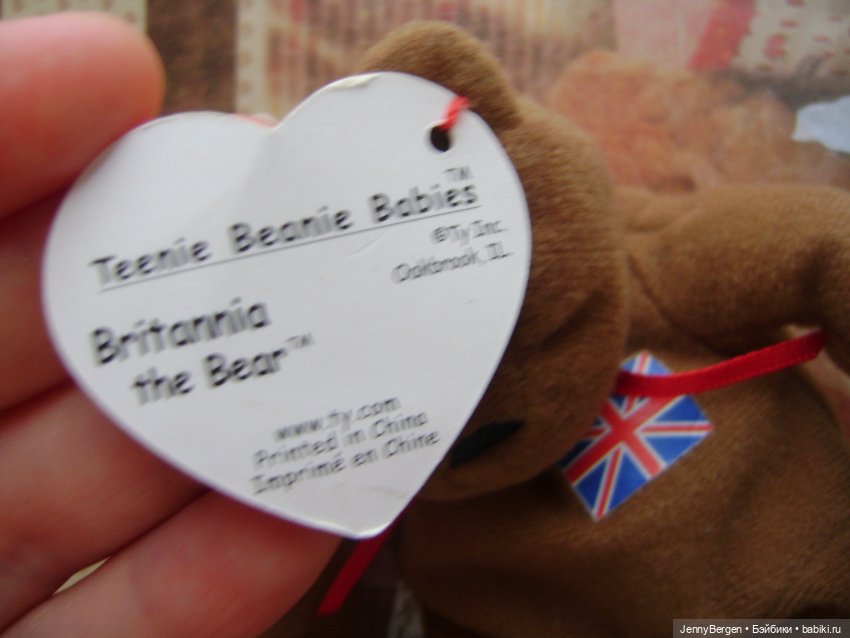 Teenie Beanie Babies™
©Ty Inc.
Oakbrook, IL.
Britannia
the Bear™
www.ty.com
Printed in China
Imprimé en Chine
JennyBergen • Бэйбики • babiki.ru